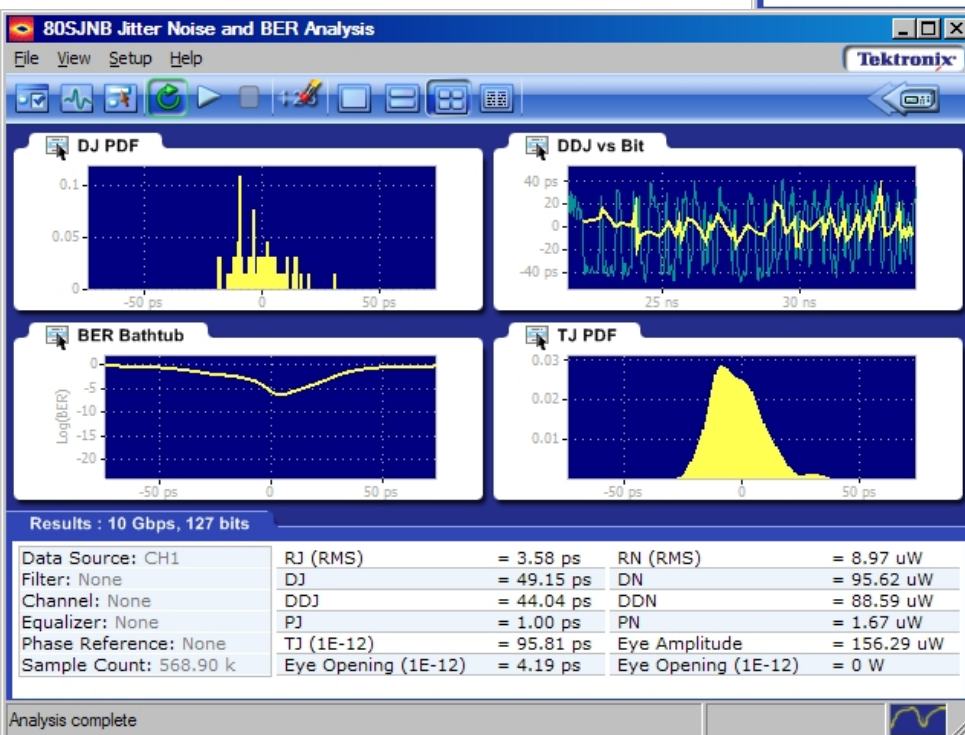 80SJNB Jitter Noise and BER Analysis
File View Setup Help
Tektronix
DJ PDF
0.1
0.05
0
-50 ps 0 50 ps
DDJ vs Bit
40 ps
20
0
-20
-40 ps
25 ns 30 ns
BER Bathtub
Log(BER)
0
-5
-10
-15
-20
-50 ps 0 50 ps
TJ PDF
0.03
0.02
0.01
-50 ps 0 50 ps
Results : 10 Gbps, 127 bits
Data Source: CH1
Filter: None
Channel: None
Equalizer: None
Phase Reference: None
Sample Count: 568.90 k
RJ (RMS) = 3.58 ps
DJ = 49.15 ps
DDJ = 44.04 ps
PJ = 1.00 ps
TJ (1E-12) = 95.81 ps
Eye Opening (1E-12) = 4.19 ps
RN (RMS) = 8.97 uW
DN = 95.62 uW
DDN = 88.59 uW
PN = 1.67 uW
Eye Amplitude = 156.29 uW
Eye Opening (1E-12) = 0 W
Analysis complete